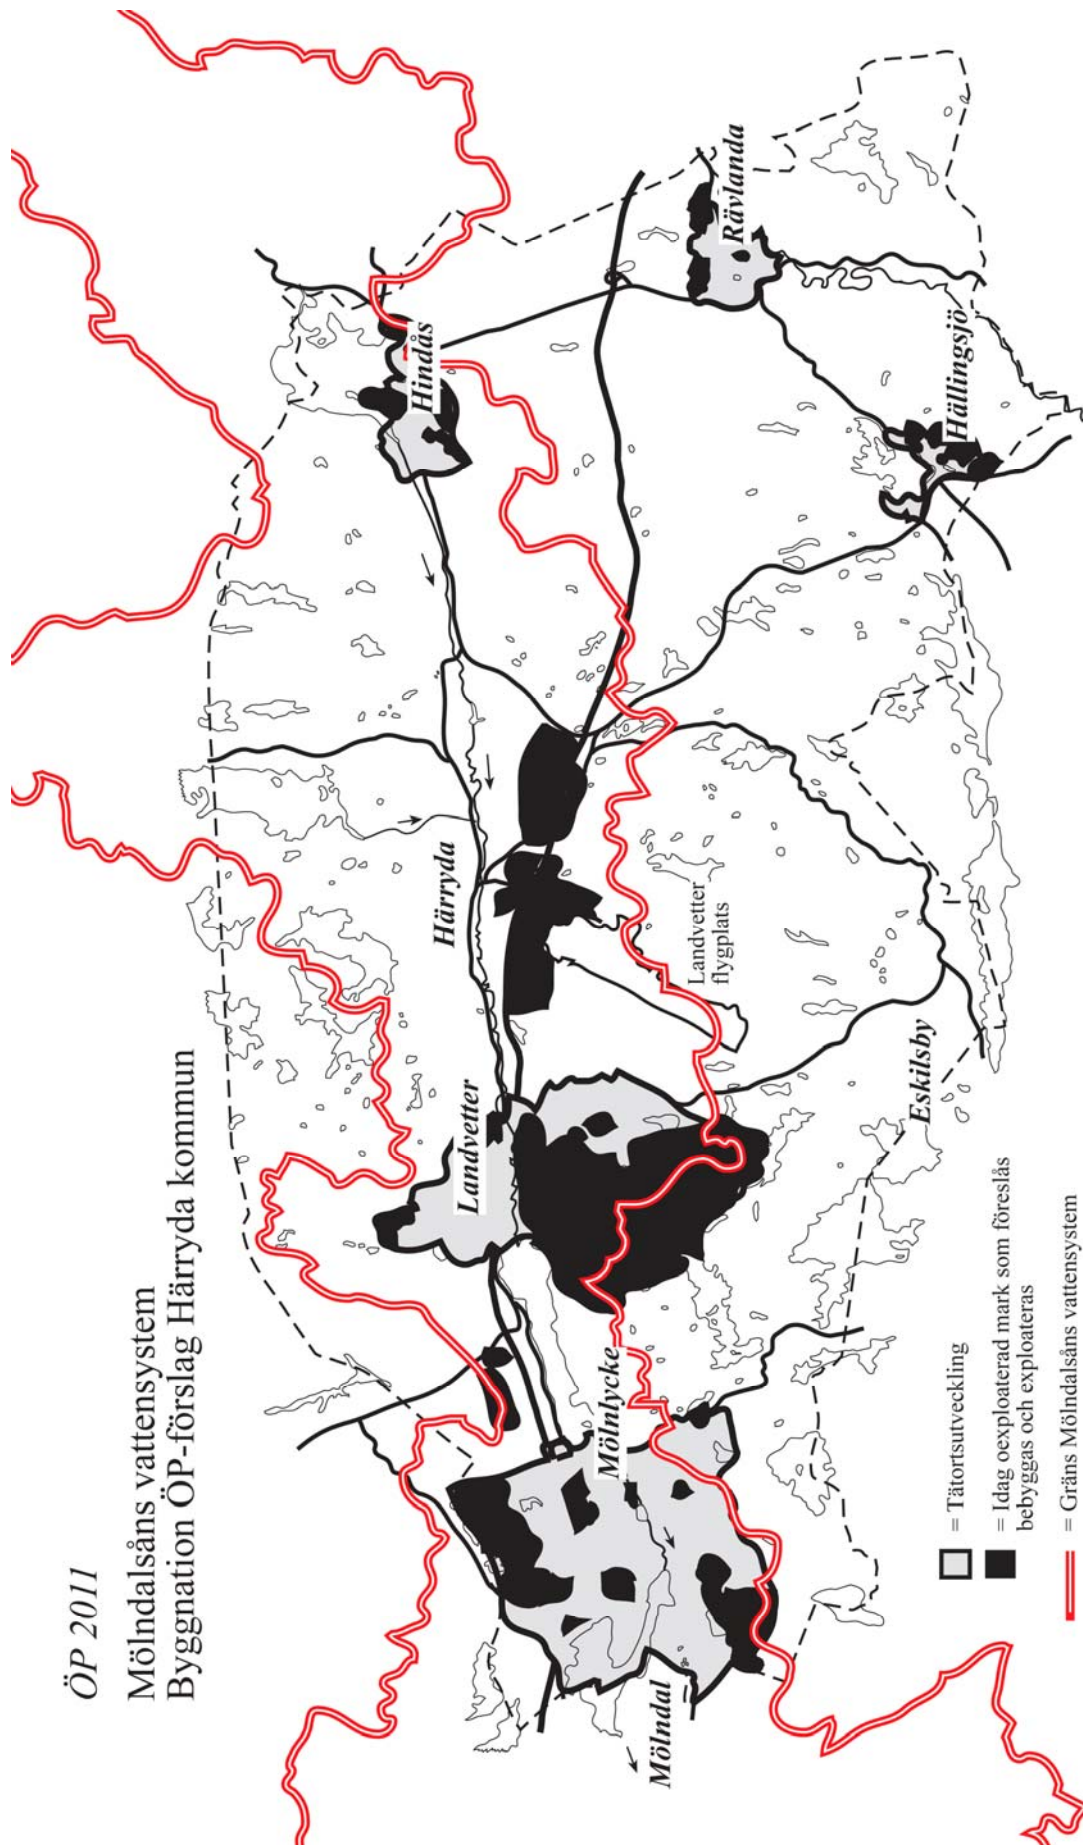 ÖP 2011
Mölndalsåns vattensystem
Byggnation ÖP-förslag Härryda kommun
Hindås
Rävlanda
Hällingsjö
Härryda
Landvetter
flygplats
Landvetter
Eskilsby
Mölnlycke
Mölndal
= Tätortsutveckling
= Idag oexploaterad mark som föreslås
bebyggas och exploateras
= Gräns Mölndalsåns vattensystem